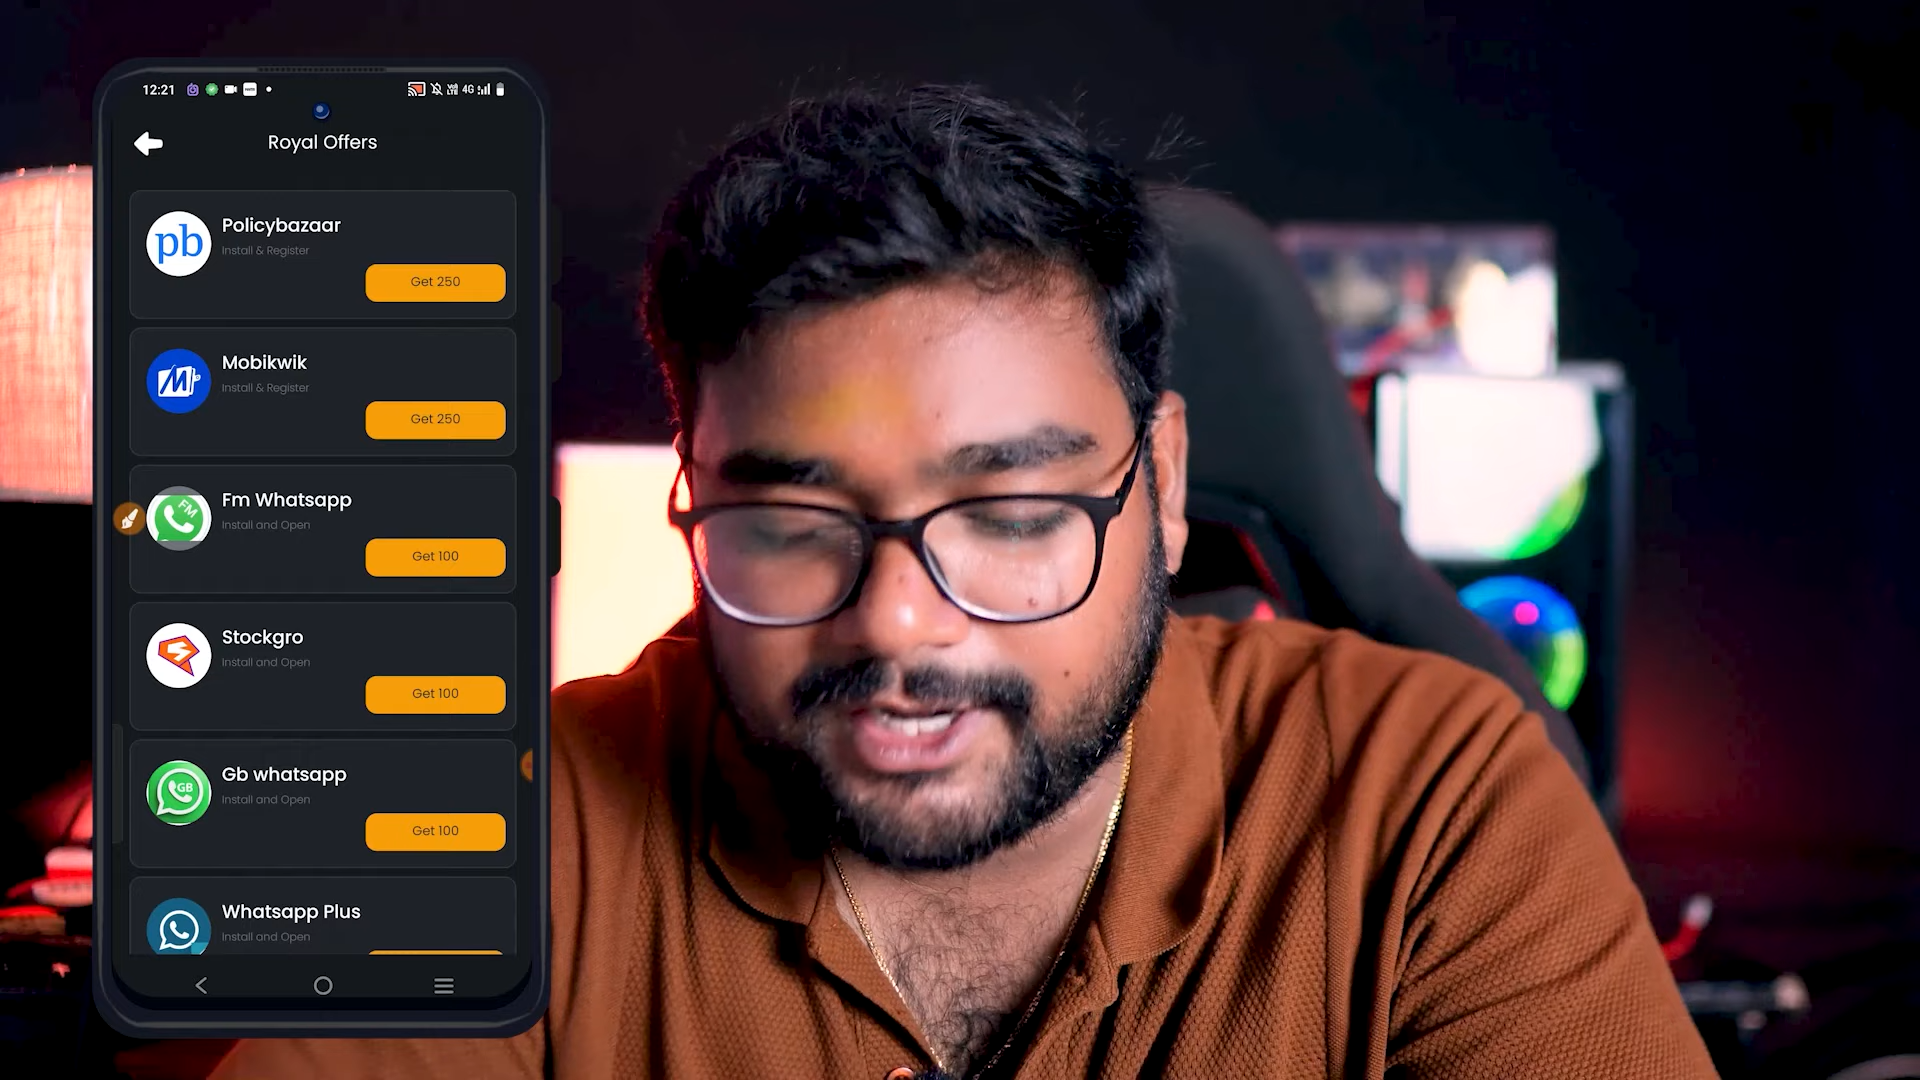 12:21
4G
Royal Offers
pb
Policybazaar
Install & Register
Get 250
M
Mobikwik
Install & Register
Get 250
FM
Fm Whatsapp
Install and Open
Get 100
Stockgro
Install and Open
Get 100
GB
Gb whatsapp
Install and Open
Get 100
Whatsapp Plus
Install and Open